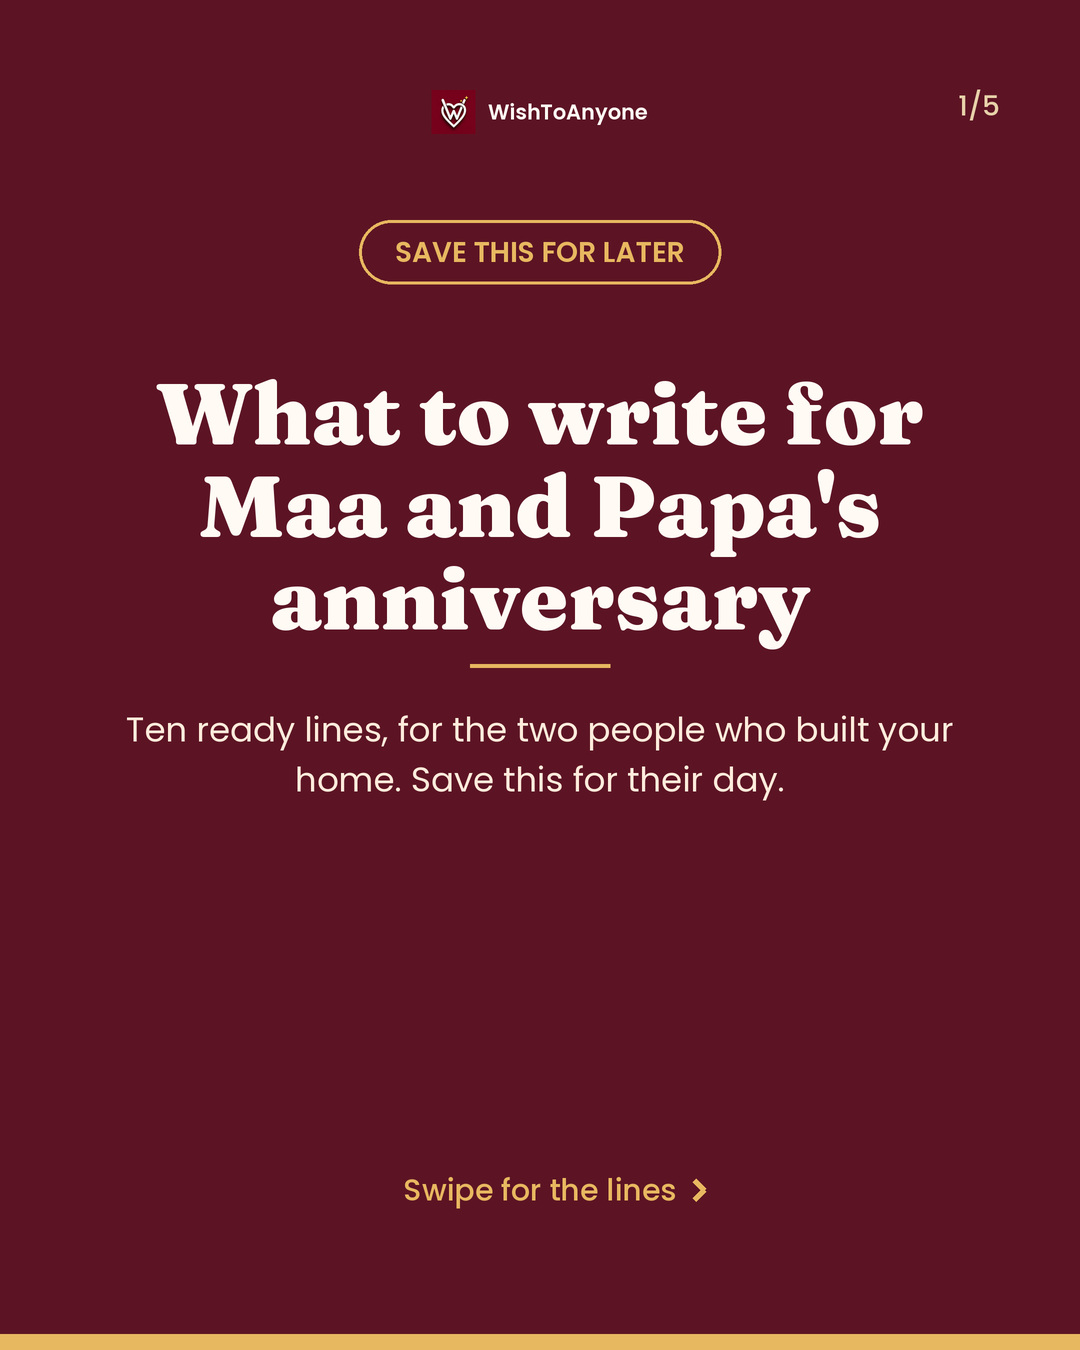 WishToAnyone
1/5
SAVE THIS FOR LATER
What to write for
Maa and Papa's
anniversary
Ten ready lines, for the two people who built your
home. Save this for their day.
Swipe for the lines